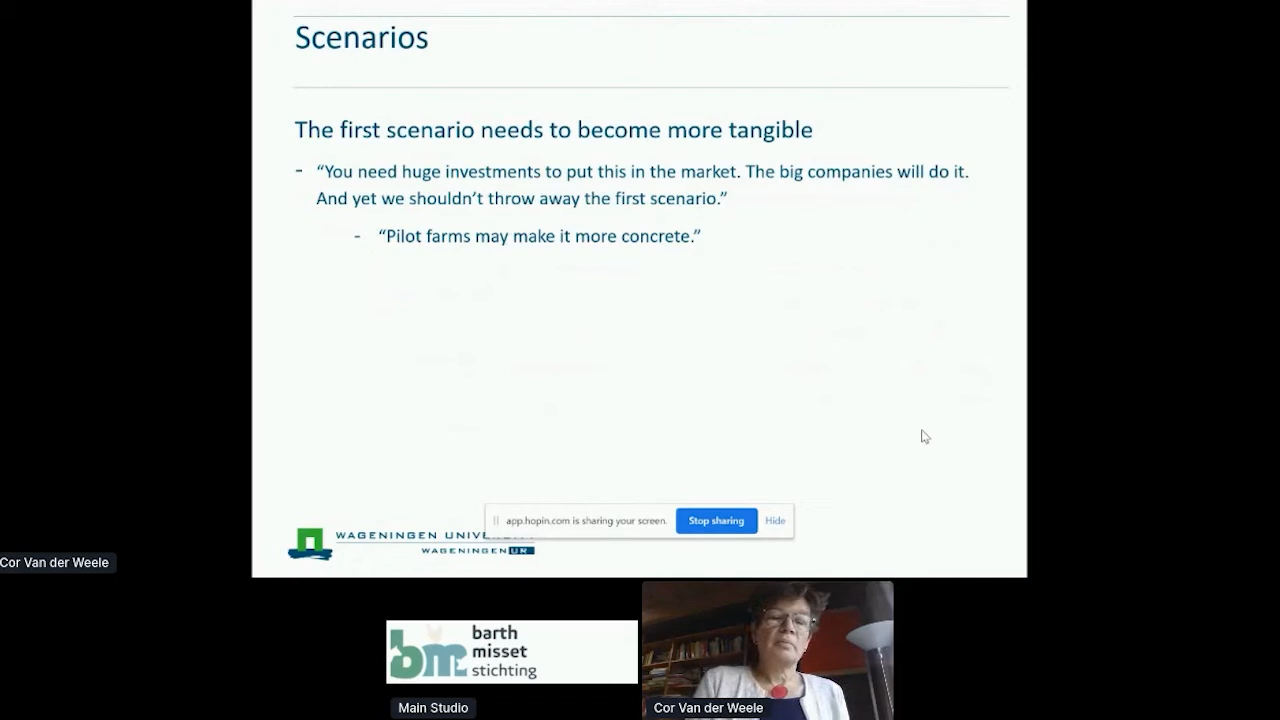 Scenarios
The first scenario needs to become more tangible
- “You need huge investments to put this in the market. The big companies will do it.
And yet we shouldn’t throw away the first scenario.”
- “Pilot farms may make it more concrete.”
app.hopin.com is sharing your screen. Stop sharing Hide
WAGENINGEN
WAGENINGEN UR
Cor Van der Weele
bm barth
misset
stichting
Main Studio
Cor Van der Weele